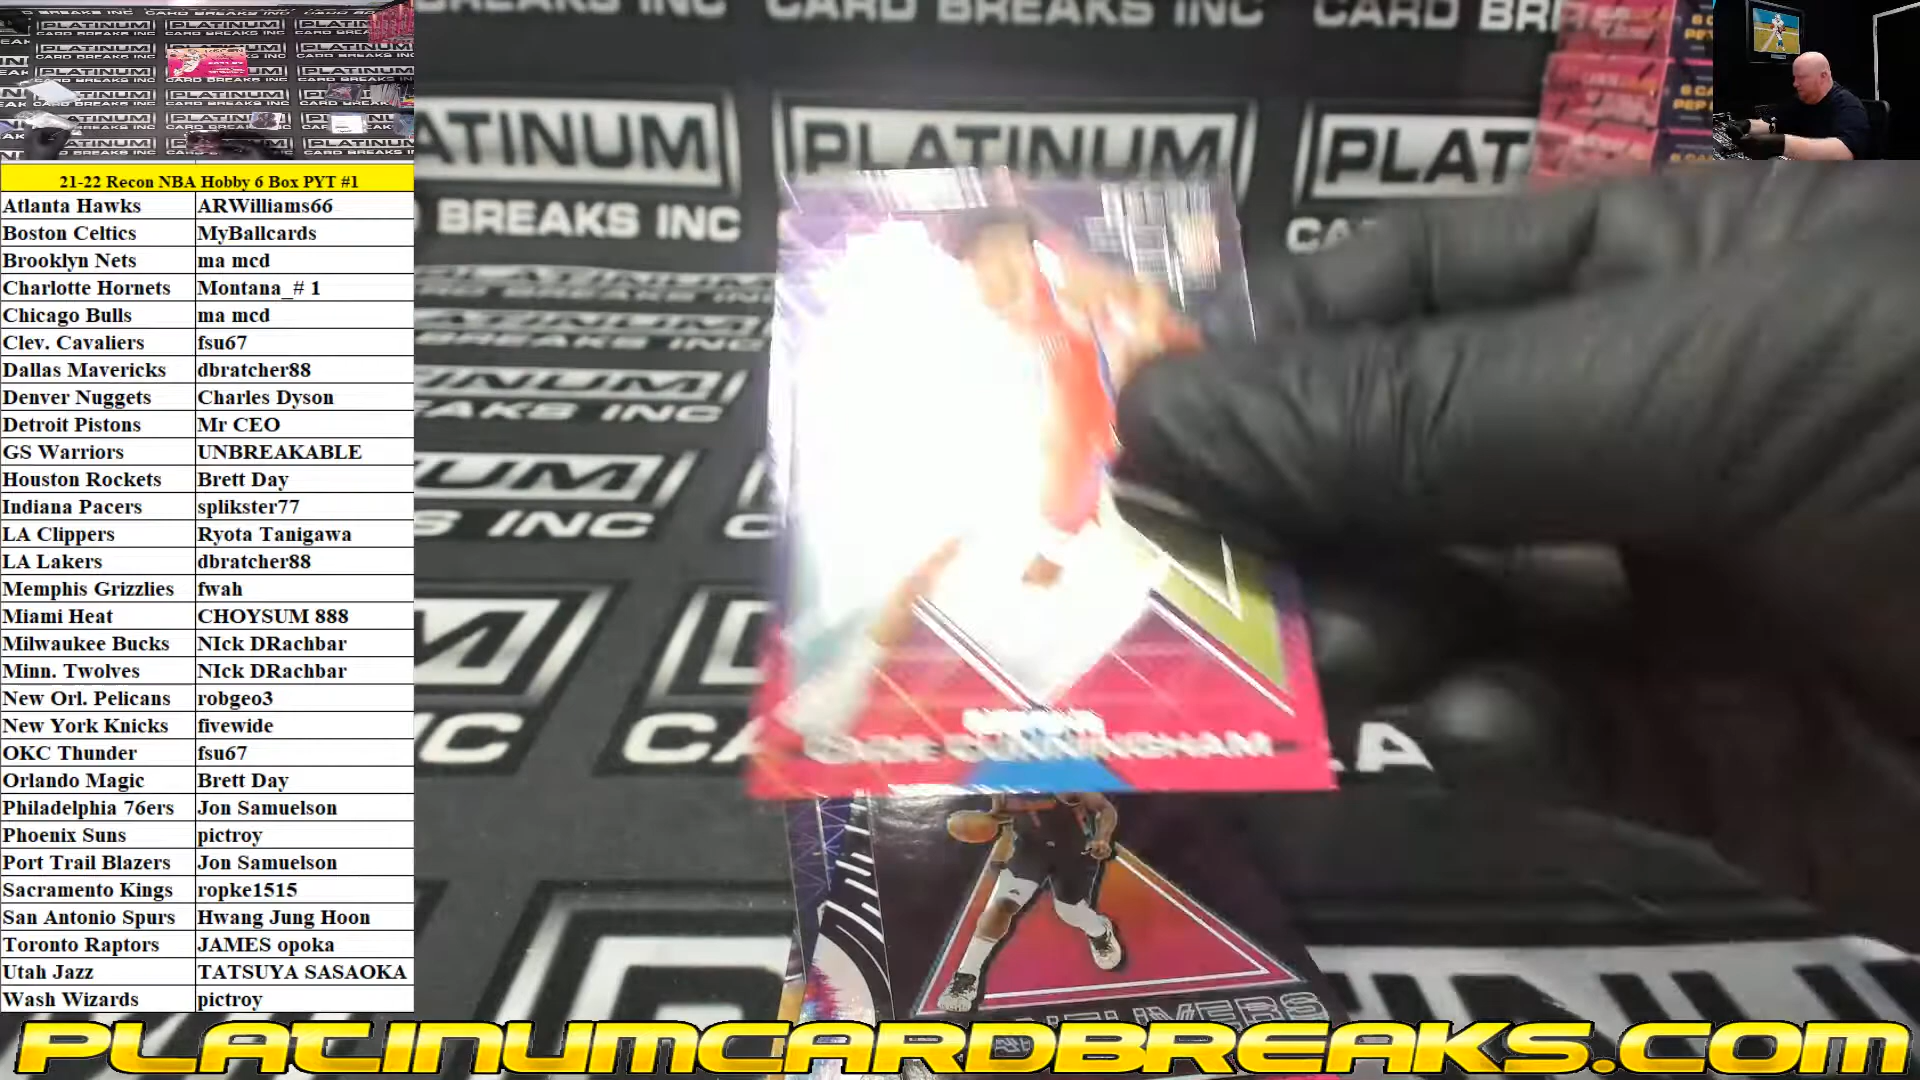 21-22 Recon NBA Hobby 6 Box PYT #1
Atlanta Hawks ARWilliams66
Boston Celtics MyBallcards
Brooklyn Nets ma mcd
Charlotte Hornets Montana_# 1
Chicago Bulls ma mcd
Clev. Cavaliers fsu67
Dallas Mavericks dbratcher88
Denver Nuggets Charles Dyson
Detroit Pistons Mr CEO
GS Warriors UNBREAKABLE
Houston Rockets Brett Day
Indiana Pacers splikster77
LA Clippers Ryota Tanigawa
LA Lakers dbratcher88
Memphis Grizzlies fwah
Miami Heat CHOYSUM 888
Milwaukee Bucks NIck DRachbar
Minn. Twolves NIck DRachbar
New Orl. Pelicans robgeo3
New York Knicks fivewide
OKC Thunder fsu67
Orlando Magic Brett Day
Philadelphia 76ers Jon Samuelson
Phoenix Suns pictroy
Port Trail Blazers Jon Samuelson
Sacramento Kings ropke1515
San Antonio Spurs Hwang Jung Hoon
Toronto Raptors JAMES opoka
Utah Jazz TATSUYA SASAOKA
Wash Wizards pictroy
CARD BREAKS INC
PLATINUM
BREAKS INC
CADE CUNNINGHAM
PLATINUMCARDBREAKS.COM